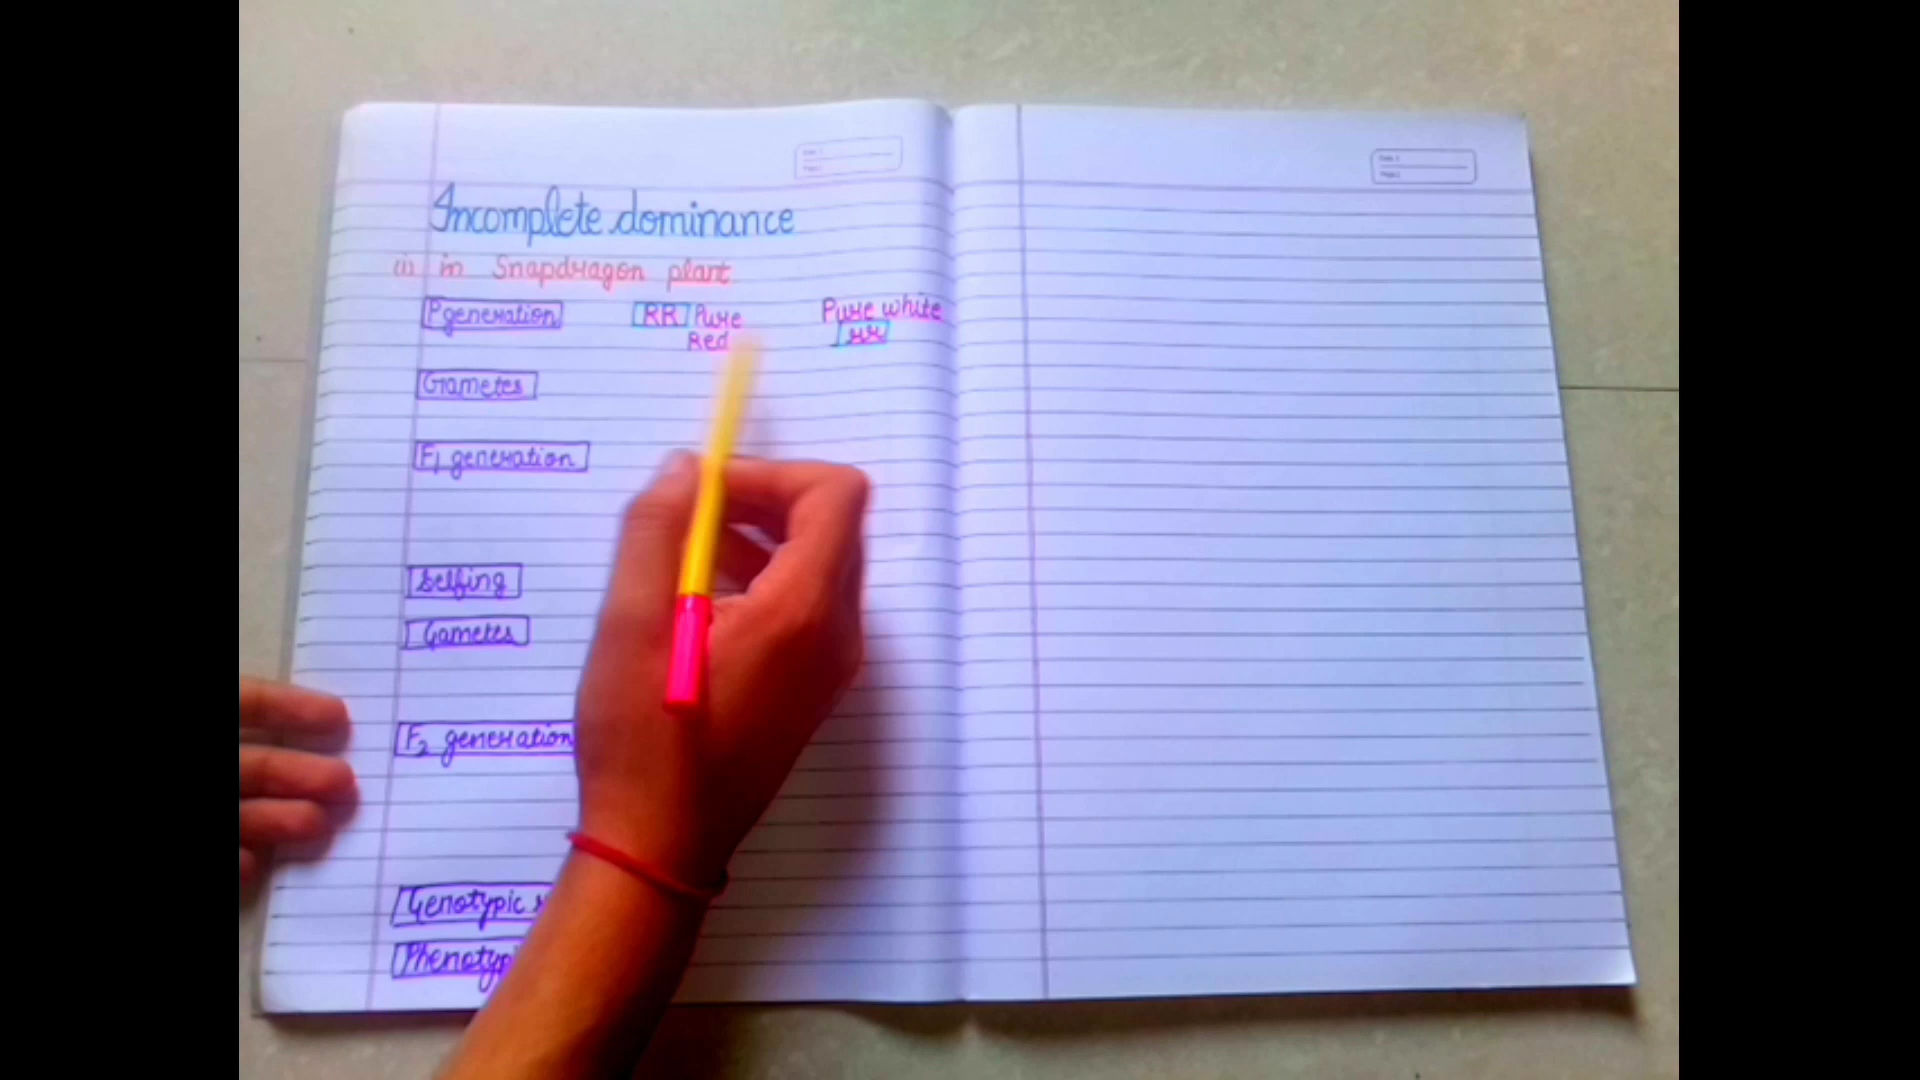 Incomplete dominance
(i) in Snapdragon plant
P generation RR Pure Red Pure white rr
Gametes
F1 generation
Selfing
Gametes
F2 generation
Genotypic